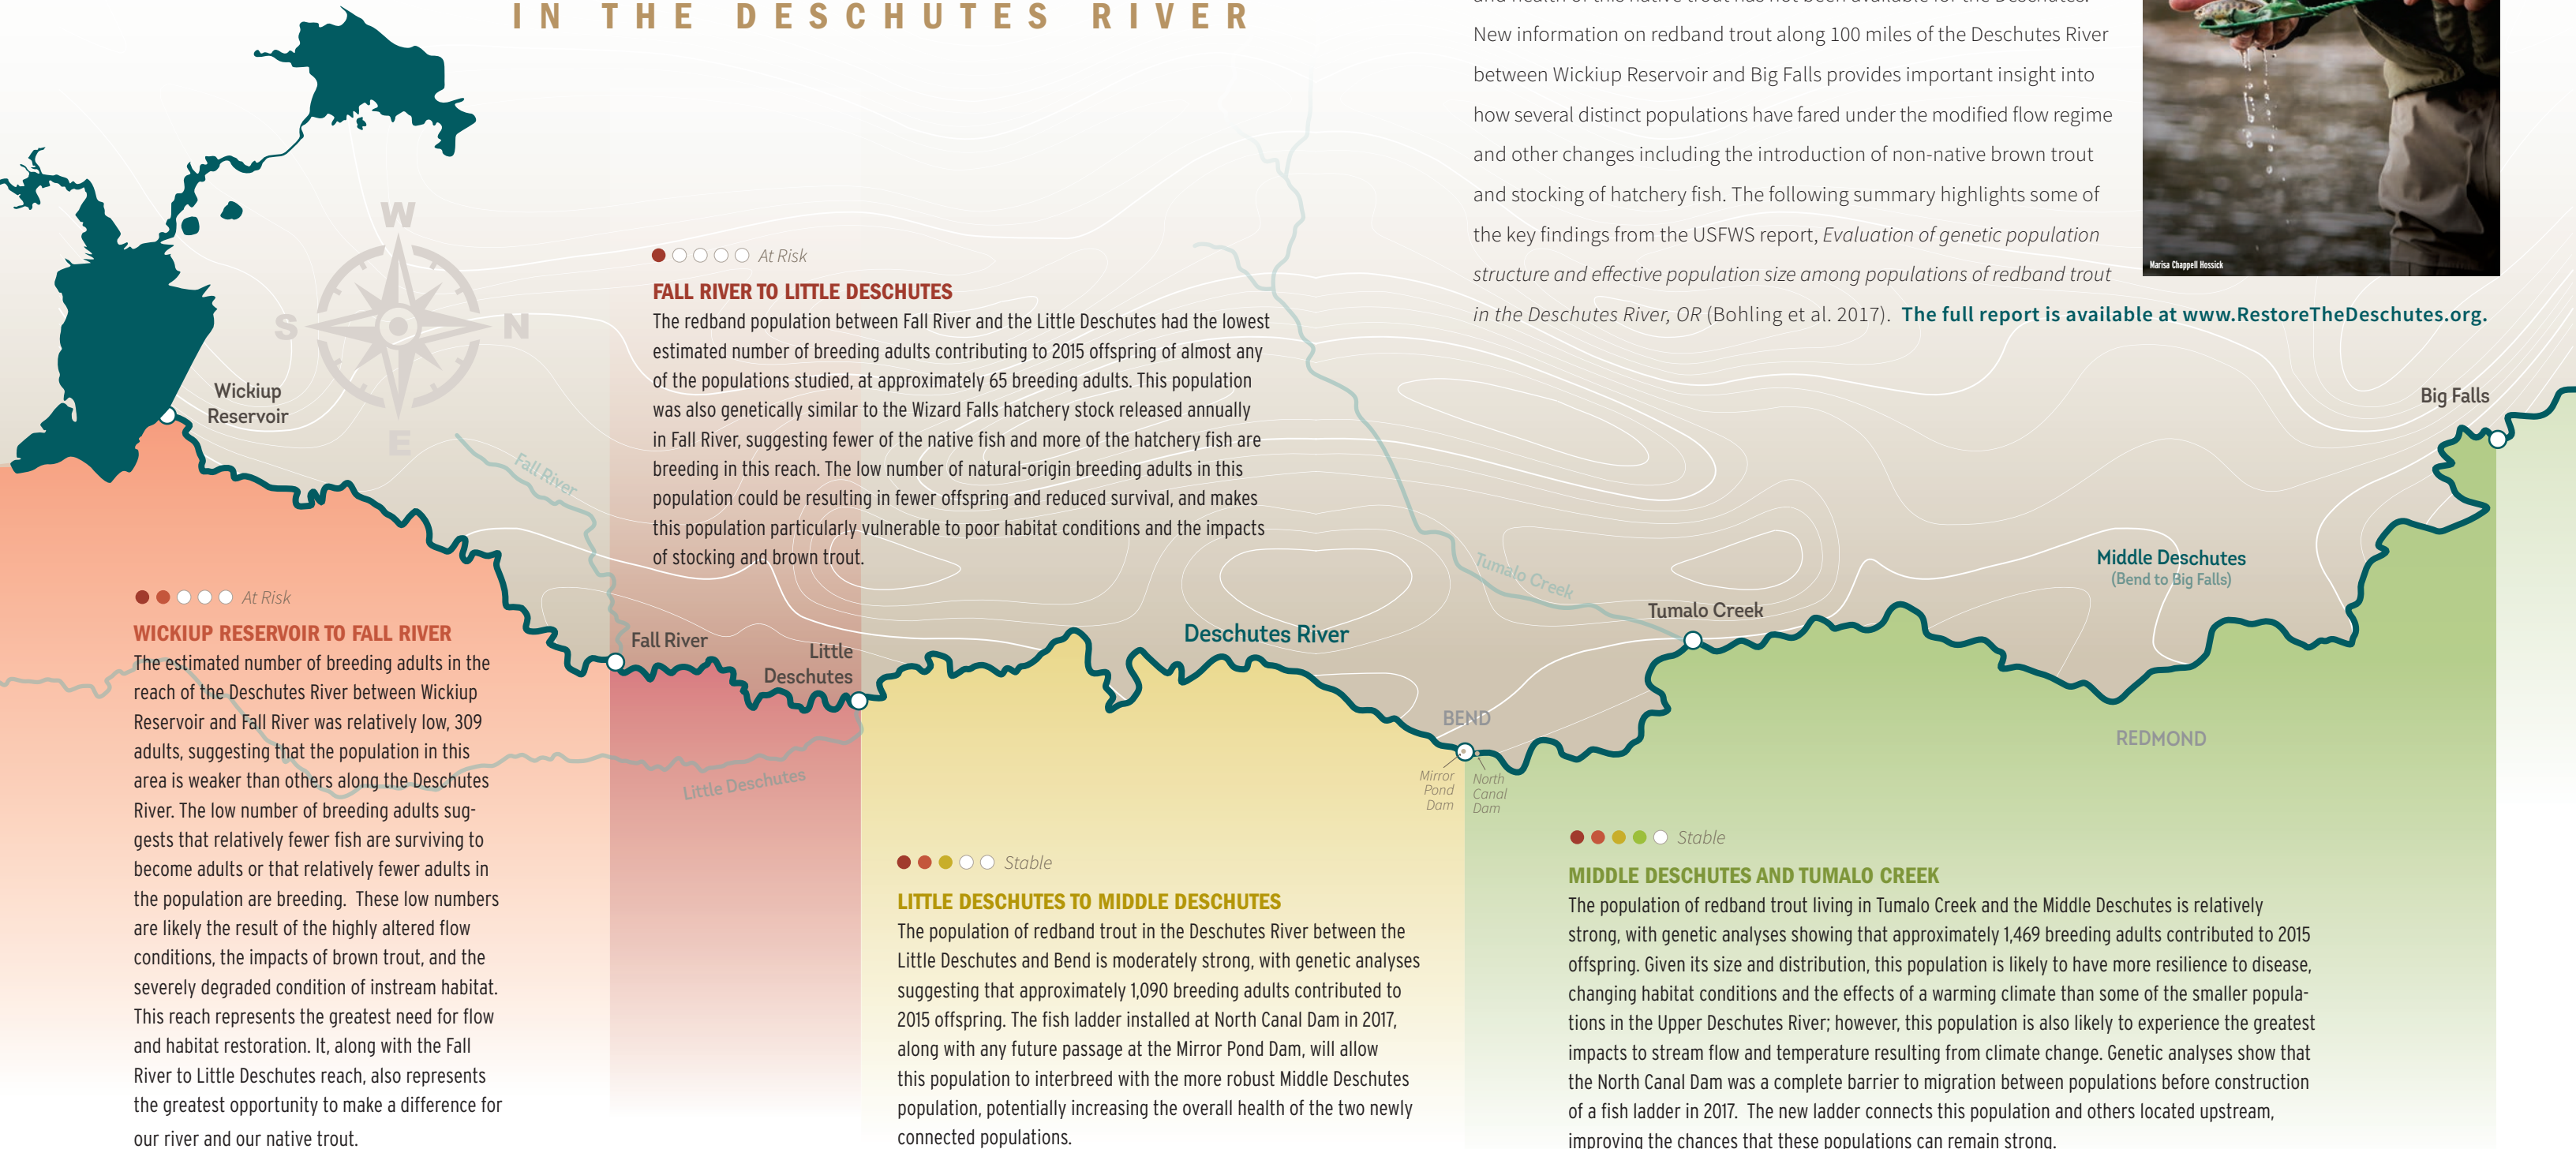 IN THE DESCHUTES RIVER
and health of this native trout has not been available for the Deschutes.
New information on redband trout along 100 miles of the Deschutes River
between Wickiup Reservoir and Big Falls provides important insight into
how several distinct populations have fared under the modified flow regime
and other changes including the introduction of non-native brown trout
and stocking of hatchery fish. The following summary highlights some of
the key findings from the USFWS report, Evaluation of genetic population
structure and effective population size among populations of redband trout
in the Deschutes River, OR (Bohling et al. 2017). The full report is available at www.RestoreTheDeschutes.org.
Marisa Chappell Hossick
W
S
N
E
Wickiup
Reservoir
Fall River
At Risk
FALL RIVER TO LITTLE DESCHUTES
The redband population between Fall River and the Little Deschutes had the lowest
estimated number of breeding adults contributing to 2015 offspring of almost any
of the populations studied, at approximately 65 breeding adults. This population
was also genetically similar to the Wizard Falls hatchery stock released annually
in Fall River, suggesting fewer of the native fish and more of the hatchery fish are
breeding in this reach. The low number of natural-origin breeding adults in this
population could be resulting in fewer offspring and reduced survival, and makes
this population particularly vulnerable to poor habitat conditions and the impacts
of stocking and brown trout.
Big Falls
Middle Deschutes
(Bend to Big Falls)
Tumalo Creek
Tumalo Creek
Deschutes River
Fall River
Little
Deschutes
Little Deschutes
BEND
REDMOND
Mirror
Pond
Dam
North
Canal
Dam
At Risk
WICKIUP RESERVOIR TO FALL RIVER
The estimated number of breeding adults in the
reach of the Deschutes River between Wickiup
Reservoir and Fall River was relatively low, 309
adults, suggesting that the population in this
area is weaker than others along the Deschutes
River. The low number of breeding adults sug-
gests that relatively fewer fish are surviving to
become adults or that relatively fewer adults in
the population are breeding. These low numbers
are likely the result of the highly altered flow
conditions, the impacts of brown trout, and the
severely degraded condition of instream habitat.
This reach represents the greatest need for flow
and habitat restoration. It, along with the Fall
River to Little Deschutes reach, also represents
the greatest opportunity to make a difference for
our river and our native trout.
Stable
LITTLE DESCHUTES TO MIDDLE DESCHUTES
The population of redband trout in the Deschutes River between the
Little Deschutes and Bend is moderately strong, with genetic analyses
suggesting that approximately 1,090 breeding adults contributed to
2015 offspring. The fish ladder installed at North Canal Dam in 2017,
along with any future passage at the Mirror Pond Dam, will allow
this population to interbreed with the more robust Middle Deschutes
population, potentially increasing the overall health of the two newly
connected populations.
Stable
MIDDLE DESCHUTES AND TUMALO CREEK
The population of redband trout living in Tumalo Creek and the Middle Deschutes is relatively
strong, with genetic analyses showing that approximately 1,469 breeding adults contributed to 2015
offspring. Given its size and distribution, this population is likely to have more resilience to disease,
changing habitat conditions and the effects of a warming climate than some of the smaller popula-
tions in the Upper Deschutes River; however, this population is also likely to experience the greatest
impacts to stream flow and temperature resulting from climate change. Genetic analyses show that
the North Canal Dam was a complete barrier to migration between populations before construction
of a fish ladder in 2017. The new ladder connects this population and others located upstream,
improving the chances that these populations can remain strong.